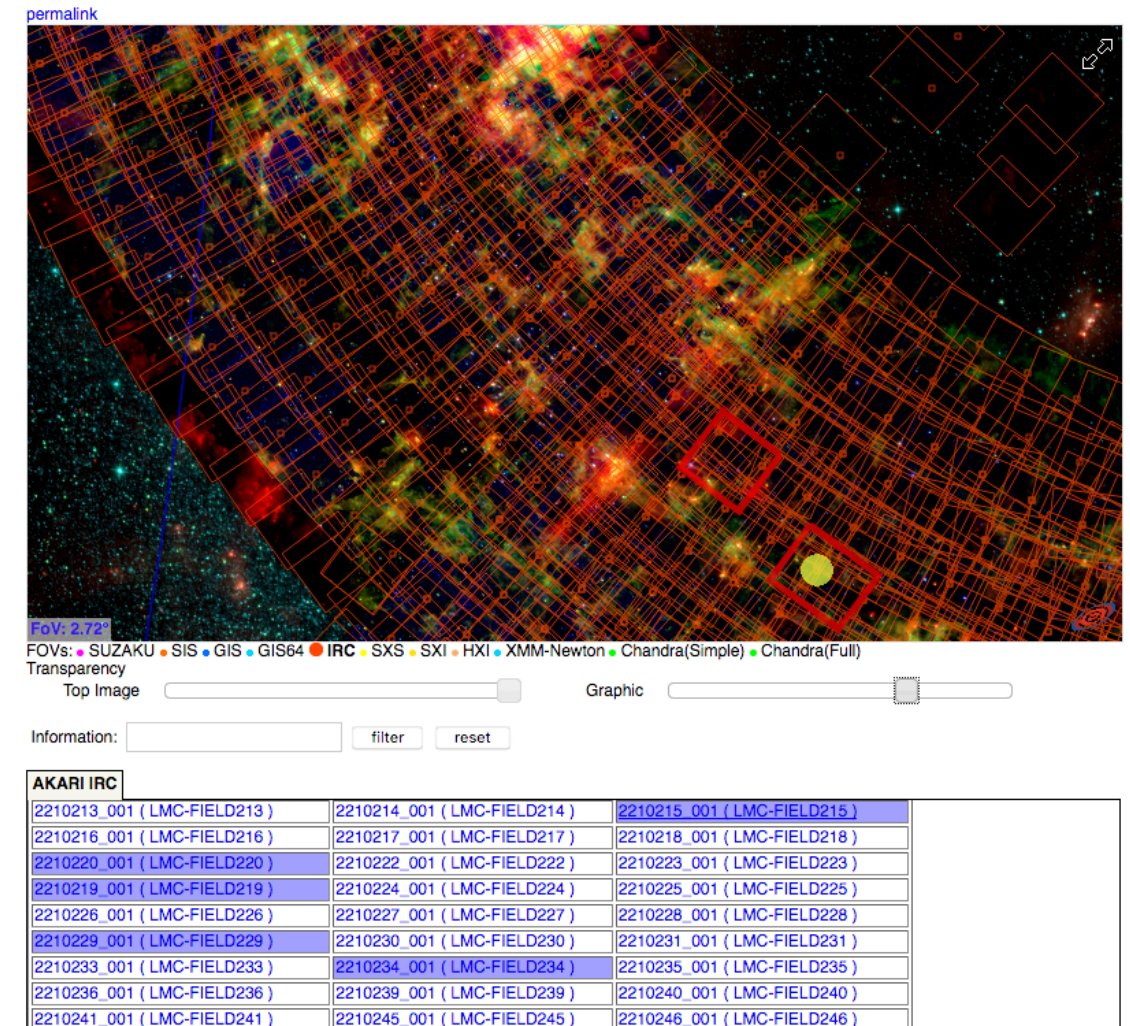 permalink
FoV: 2.72°
FOVs: SUZAKU SIS GIS GIS64 IRC SXS SXI HXI XMM-Newton Chandra(Simple) Chandra(Full)
Transparency
Top Image Graphic
Information: filter reset
AKARI IRC
2210213_001 ( LMC-FIELD213 ) 2210214_001 ( LMC-FIELD214 ) 2210215_001 ( LMC-FIELD215 )
2210216_001 ( LMC-FIELD216 ) 2210217_001 ( LMC-FIELD217 ) 2210218_001 ( LMC-FIELD218 )
2210220_001 ( LMC-FIELD220 ) 2210222_001 ( LMC-FIELD222 ) 2210223_001 ( LMC-FIELD223 )
2210219_001 ( LMC-FIELD219 ) 2210224_001 ( LMC-FIELD224 ) 2210225_001 ( LMC-FIELD225 )
2210226_001 ( LMC-FIELD226 ) 2210227_001 ( LMC-FIELD227 ) 2210228_001 ( LMC-FIELD228 )
2210229_001 ( LMC-FIELD229 ) 2210230_001 ( LMC-FIELD230 ) 2210231_001 ( LMC-FIELD231 )
2210233_001 ( LMC-FIELD233 ) 2210234_001 ( LMC-FIELD234 ) 2210235_001 ( LMC-FIELD235 )
2210236_001 ( LMC-FIELD236 ) 2210239_001 ( LMC-FIELD239 ) 2210240_001 ( LMC-FIELD240 )
2210241_001 ( LMC-FIELD241 ) 2210245_001 ( LMC-FIELD245 ) 2210246_001 ( LMC-FIELD246 )